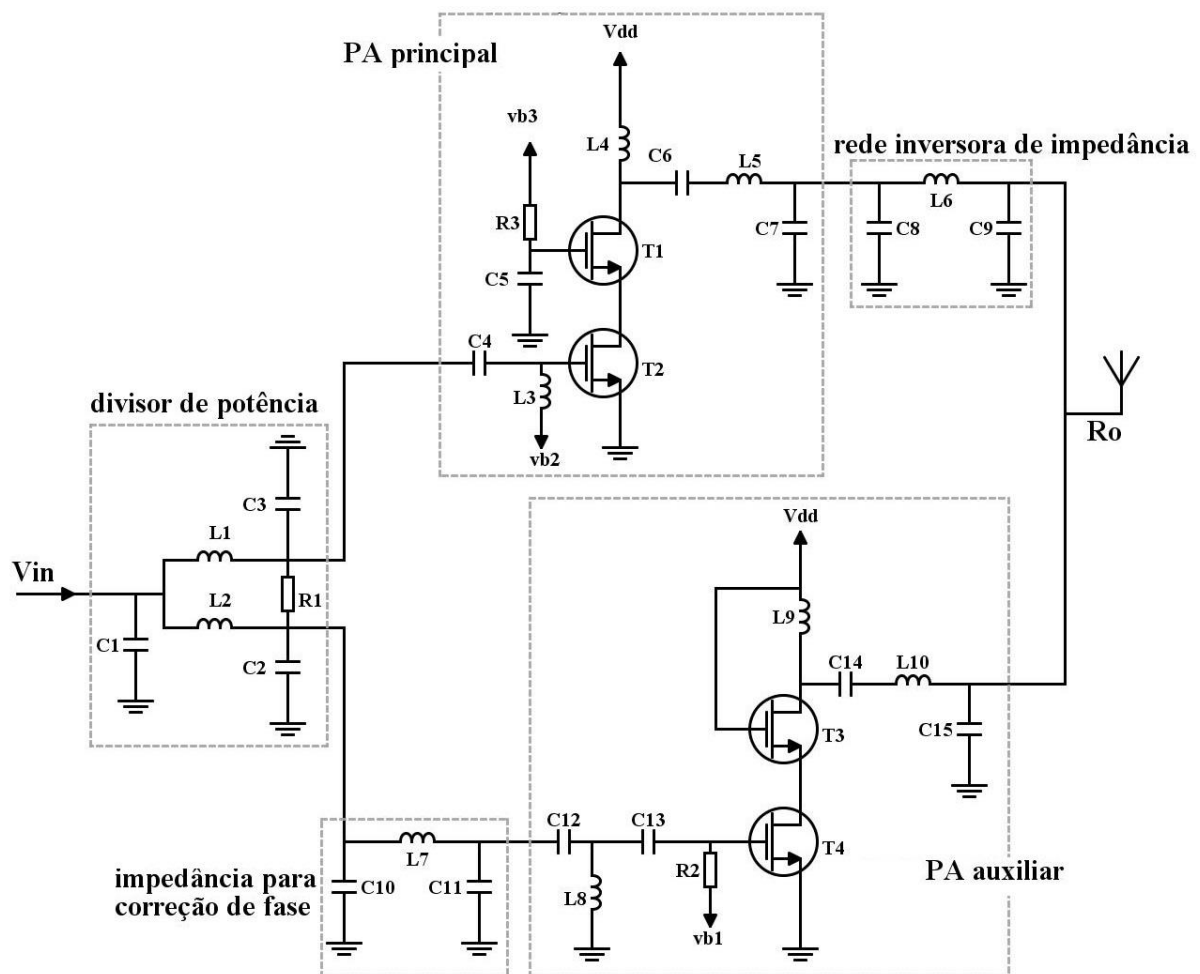 Vdd
PA principal
vb3
L4
C6
L5
rede inversora de impedância
R3
T1
C7
C8
L6
C9
C5
C4
T2
L3
vb2
divisor de potência
Ro
C3
L1
Vin
R1
L2
C1
C2
Vdd
L9
C14
L10
T3
C15
C12
C13
T4
L7
R2
PA auxiliar
impedância para
correção de fase
C10
C11
L8
vb1